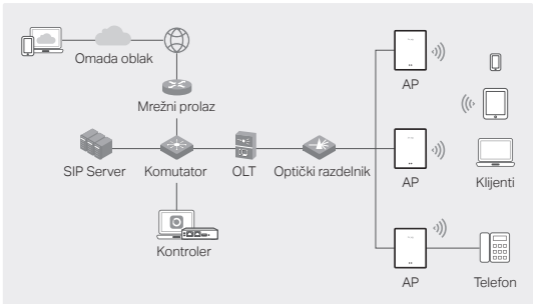 Omada oblak
AP
Mrežni prolaz
SIP Server
Komutator
OLT
Optički razdelnik
AP
Klijenti
Kontroler
AP
Telefon